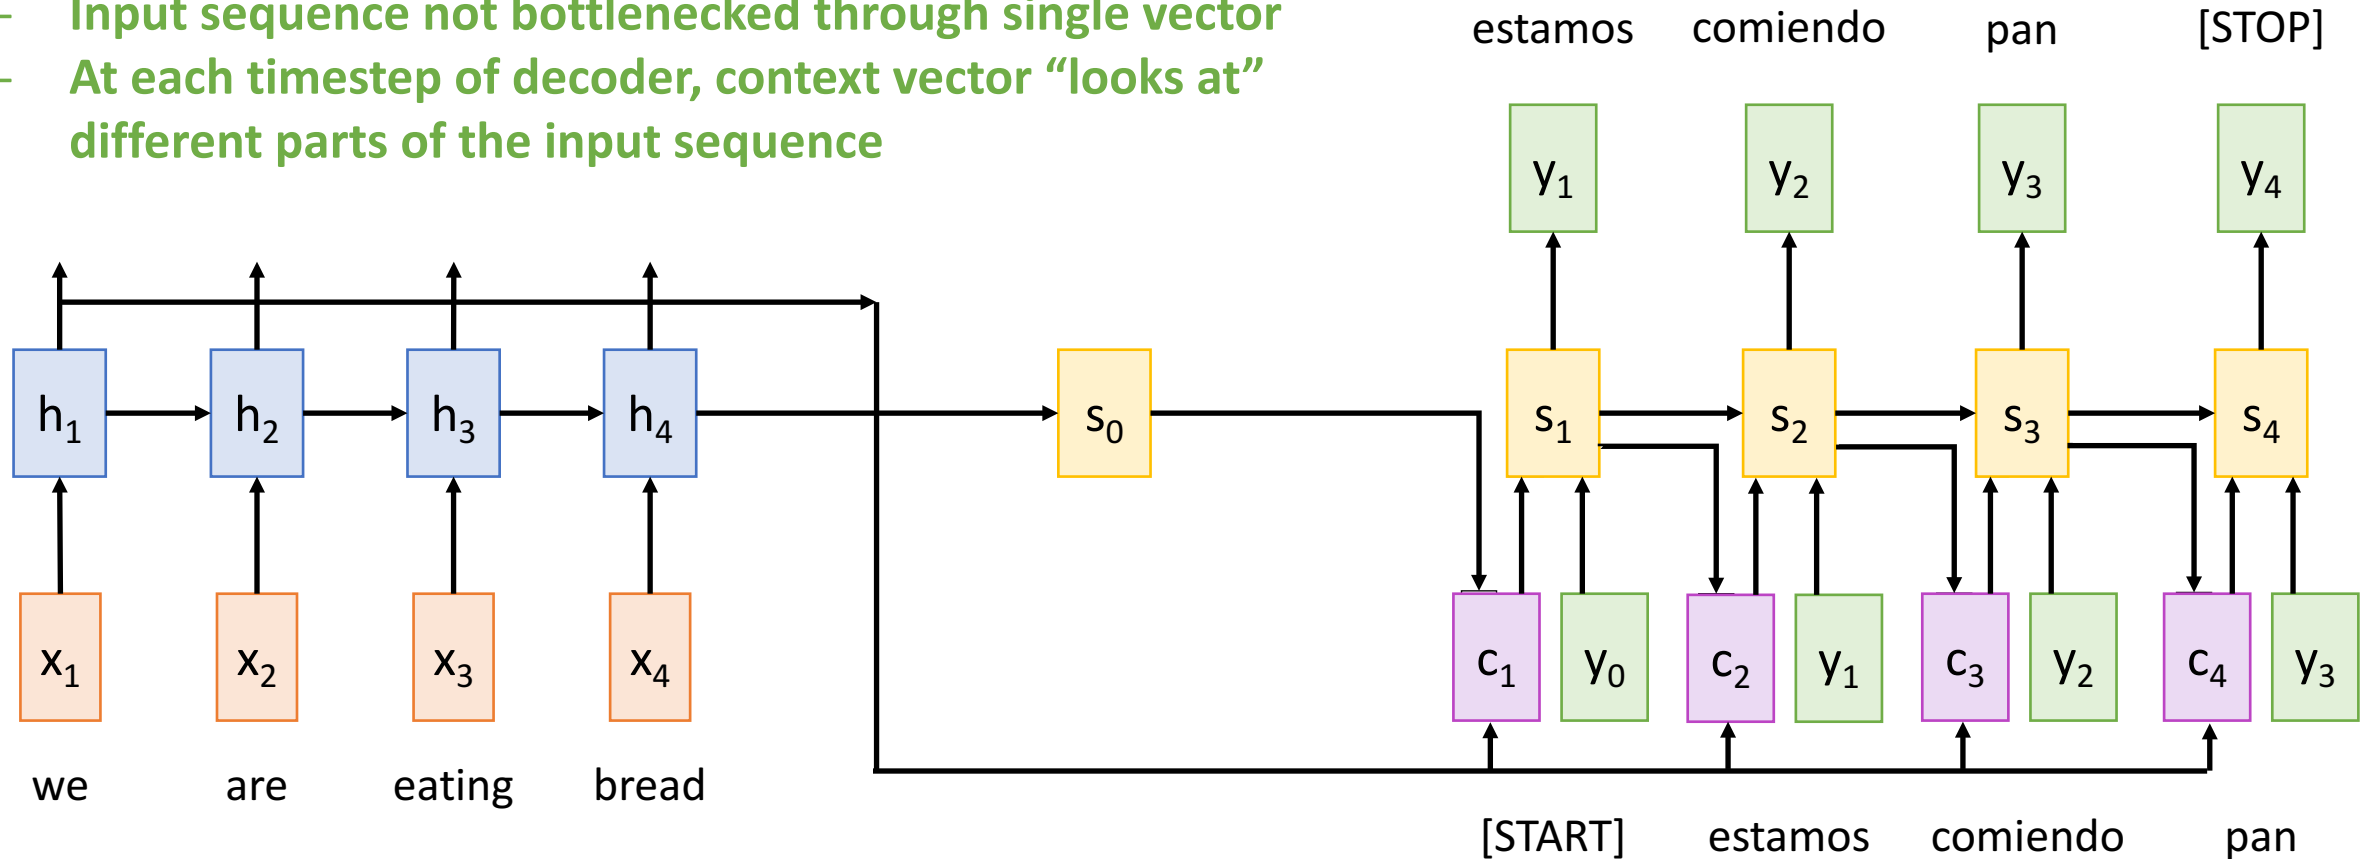 - Input sequence not bottlenecked through single vector
- At each timestep of decoder, context vector “looks at”
different parts of the input sequence
estamos comiendo pan [STOP]
y1 y2 y3 y4
h1 h2 h3 h4 s0 s1 s2 s3 s4
x1 x2 x3 x4 c1 y0 c2 y1 c3 y2 c4 y3
we are eating bread
[START] estamos comiendo pan